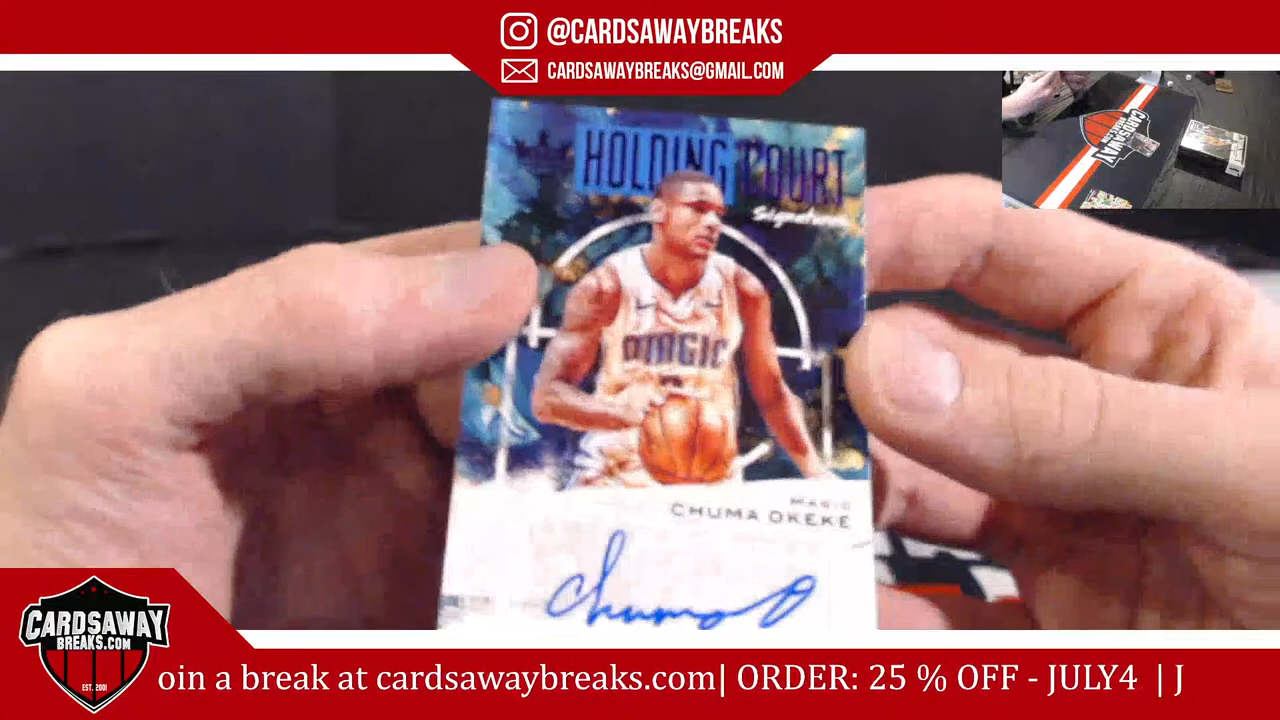 @CARDSAWAYBREAKS
CARDSAWAYBREAKS@GMAIL.COM
HOLDING COURT
Signatures
MAGIC
MAGIC
CHUMA OKEKE
CARDSAWAY
BREAKS.COM
EST. 2001
oin a break at cardsawaybreaks.com| ORDER: 25 % OFF - JULY4 | J
CARDSAWAY